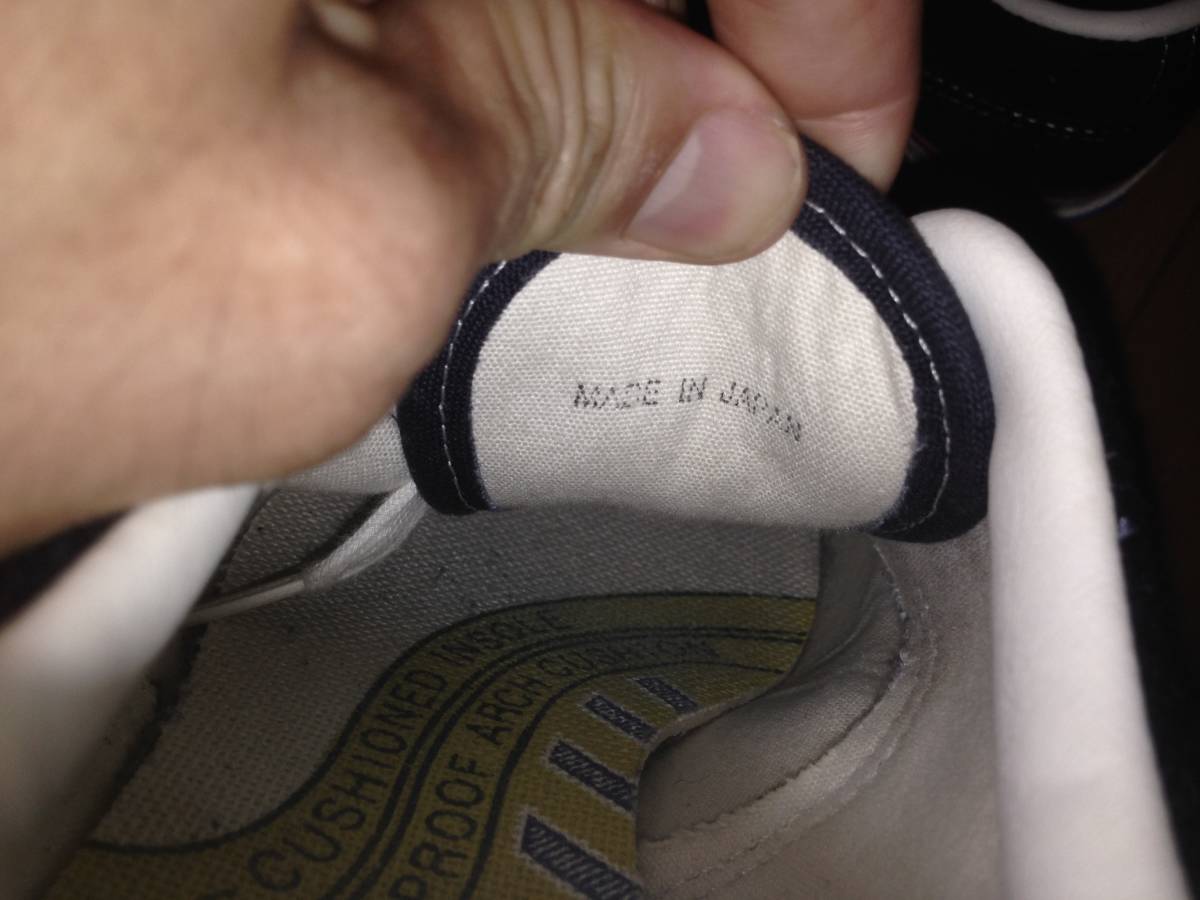 MADE IN JAPAN
CUSHIONED INSOLE
PROOF ARCH CUSHION